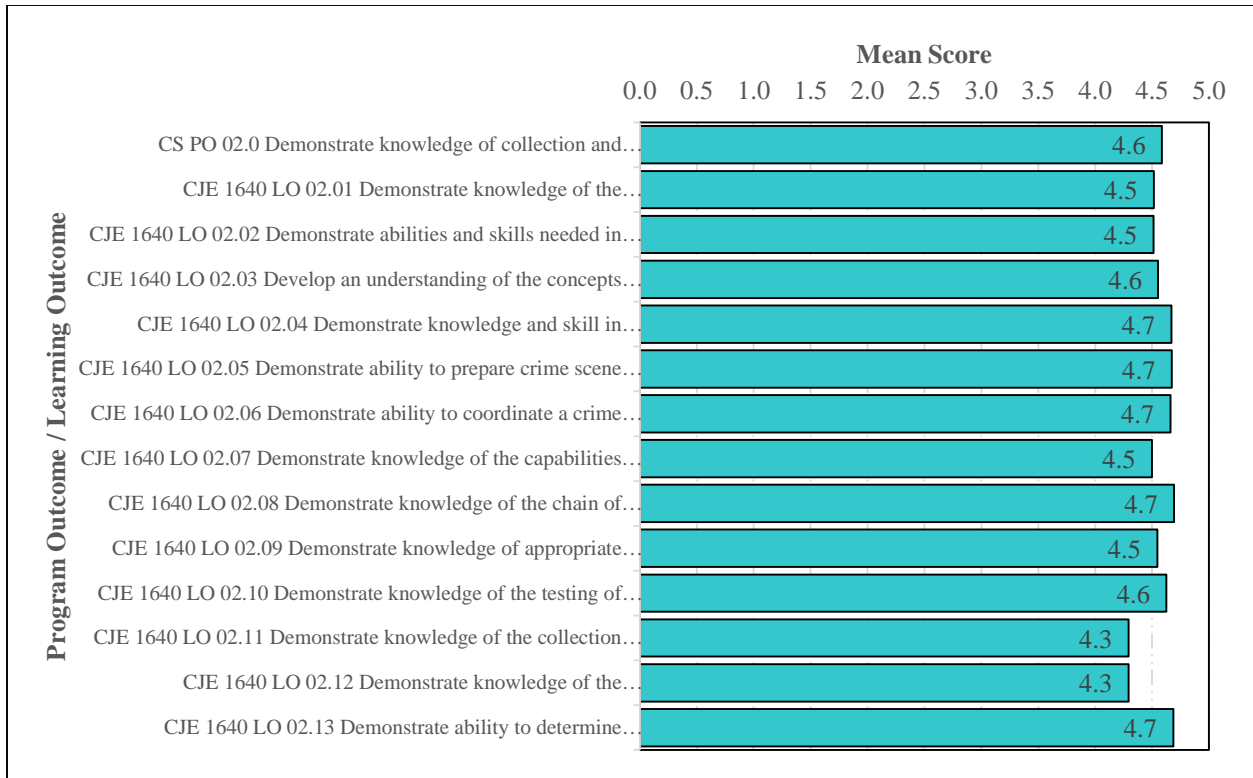 Mean Score
0.0 0.5 1.0 1.5 2.0 2.5 3.0 3.5 4.0 4.5 5.0
Program Outcome / Learning Outcome
CS PO 02.0 Demonstrate knowledge of collection and… 4.6
CJE 1640 LO 02.01 Demonstrate knowledge of the… 4.5
CJE 1640 LO 02.02 Demonstrate abilities and skills needed in… 4.5
CJE 1640 LO 02.03 Develop an understanding of the concepts… 4.6
CJE 1640 LO 02.04 Demonstrate knowledge and skill in… 4.7
CJE 1640 LO 02.05 Demonstrate ability to prepare crime scene… 4.7
CJE 1640 LO 02.06 Demonstrate ability to coordinate a crime… 4.7
CJE 1640 LO 02.07 Demonstrate knowledge of the capabilities… 4.5
CJE 1640 LO 02.08 Demonstrate knowledge of the chain of… 4.7
CJE 1640 LO 02.09 Demonstrate knowledge of appropriate… 4.5
CJE 1640 LO 02.10 Demonstrate knowledge of the testing of… 4.6
CJE 1640 LO 02.11 Demonstrate knowledge of the collection… 4.3
CJE 1640 LO 02.12 Demonstrate knowledge of the… 4.3
CJE 1640 LO 02.13 Demonstrate ability to determine… 4.7